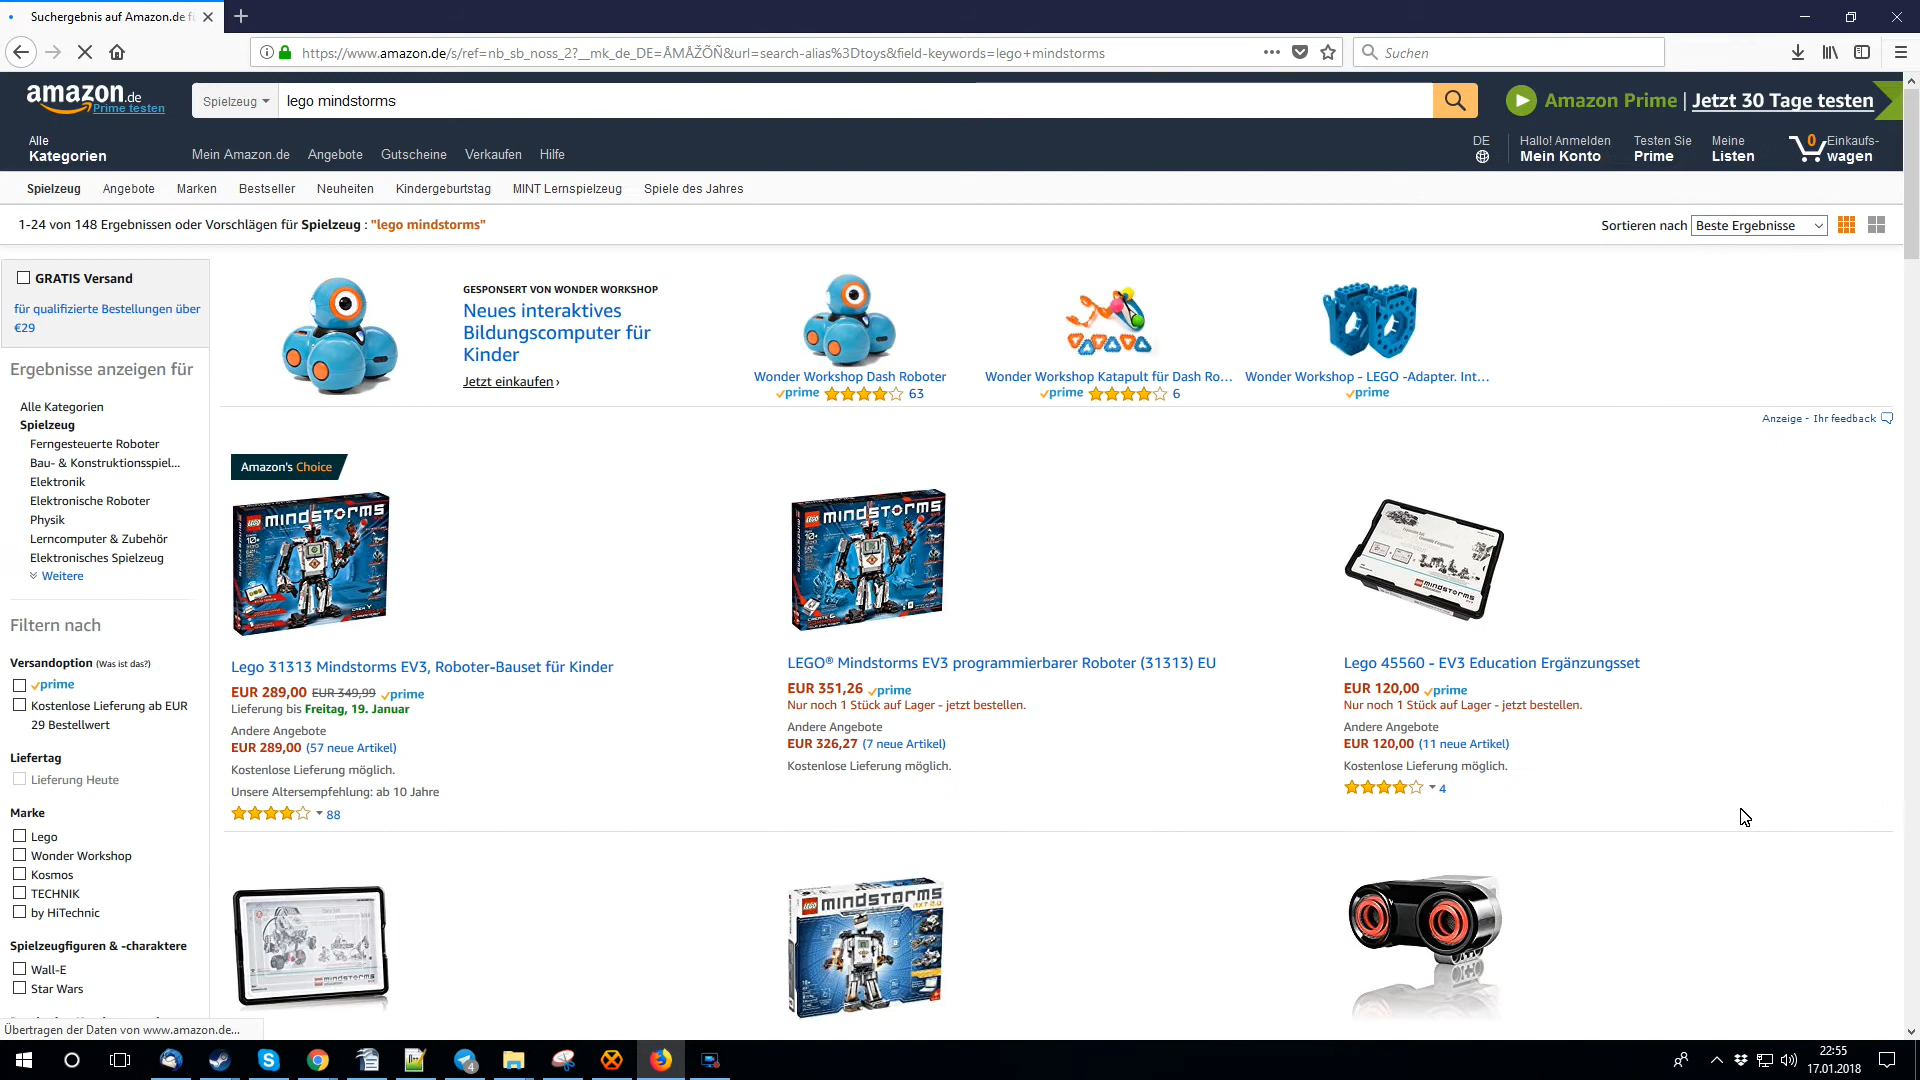 Suchergebnis auf Amazon.de fü
https://www.amazon.de/s/ref=nb_sb_noss_2?__mk_de_DE=ÅMÅŽÕÑ&url=search-alias%3Dtoys&field-keywords=lego+mindstorms
Suchen
amazon.de
Prime testen
Spielzeug
lego mindstorms
Amazon Prime | Jetzt 30 Tage testen
Alle
Kategorien
Mein Amazon.de
Angebote
Gutscheine
Verkaufen
Hilfe
DE
Hallo! Anmelden
Mein Konto
Testen Sie
Prime
Meine
Listen
0
Einkaufs-
wagen
Spielzeug
Angebote
Marken
Bestseller
Neuheiten
Kindergeburtstag
MINT Lernspielzeug
Spiele des Jahres
1-24 von 148 Ergebnissen oder Vorschlägen für Spielzeug : "lego mindstorms"
Sortieren nach
Beste Ergebnisse
GRATIS Versand
für qualifizierte Bestellungen über
€29
Ergebnisse anzeigen für
Alle Kategorien
Spielzeug
Ferngesteuerte Roboter
Bau- & Konstruktionsspiel...
Elektronik
Elektronische Roboter
Physik
Lerncomputer & Zubehör
Elektronisches Spielzeug
Weitere
Filtern nach
Versandoption (Was ist das?)
prime
Kostenlose Lieferung ab EUR
29 Bestellwert
Liefertag
Lieferung Heute
Marke
Lego
Wonder Workshop
Kosmos
TECHNIK
by HiTechnic
Spielzeugfiguren & -charaktere
Wall-E
Star Wars
GESPONSERT VON WONDER WORKSHOP
Neues interaktives
Bildungscomputer für
Kinder
Jetzt einkaufen ›
Wonder Workshop Dash Roboter
prime 63
Wonder Workshop Katapult für Dash Ro...
prime 6
Wonder Workshop - LEGO -Adapter. Int...
prime
Anzeige - Ihr feedback
Amazon's Choice
LEGO mindstorms
Lego 31313 Mindstorms EV3, Roboter-Bauset für Kinder
EUR 289,00 EUR 349,99 prime
Lieferung bis Freitag, 19. Januar
Andere Angebote
EUR 289,00 (57 neue Artikel)
Kostenlose Lieferung möglich.
Unsere Altersempfehlung: ab 10 Jahre
88
LEGO mindstorms
LEGO® Mindstorms EV3 programmierbarer Roboter (31313) EU
EUR 351,26 prime
Nur noch 1 Stück auf Lager - jetzt bestellen.
Andere Angebote
EUR 326,27 (7 neue Artikel)
Kostenlose Lieferung möglich.
mindstorms
Lego 45560 - EV3 Education Ergänzungsset
EUR 120,00 prime
Nur noch 1 Stück auf Lager - jetzt bestellen.
Andere Angebote
EUR 120,00 (11 neue Artikel)
Kostenlose Lieferung möglich.
4
mindstorms
LEGO mindstorms
NXT 2.0
Übertragen der Daten von www.amazon.de...
4
22:55
17.01.2018